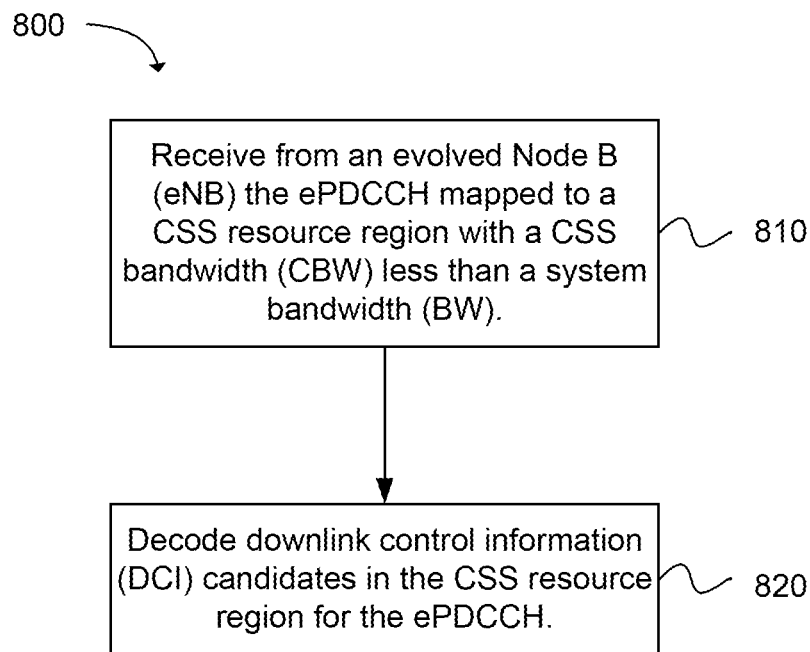 800
Receive from an evolved Node B
(eNB) the ePDCCH mapped to a
CSS resource region with a CSS
bandwidth (CBW) less than a system
bandwidth (BW).
810
Decode downlink control information
(DCI) candidates in the CSS resource
region for the ePDCCH.
820